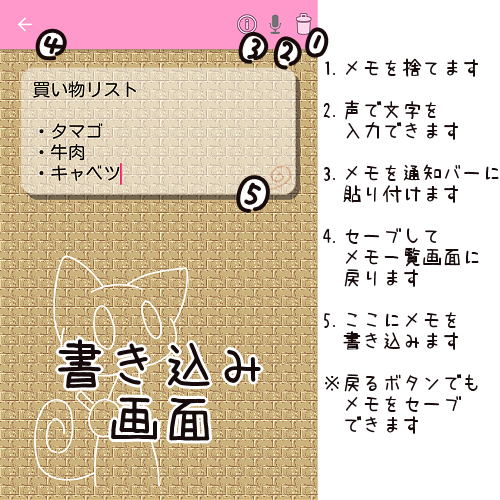 ④
③
②
①
買い物リスト
・タマゴ
・牛肉
・キャベツ
⑤
書き込み
画面
1. メモを捨てます
2. 声で文字を
入力できます
3. メモを通知バーに
貼り付けます
4. セーブして
メモ一覧画面に
戻ります
5. ここにメモを
書き込みます
※戻るボタンでも
メモをセーブ
できます